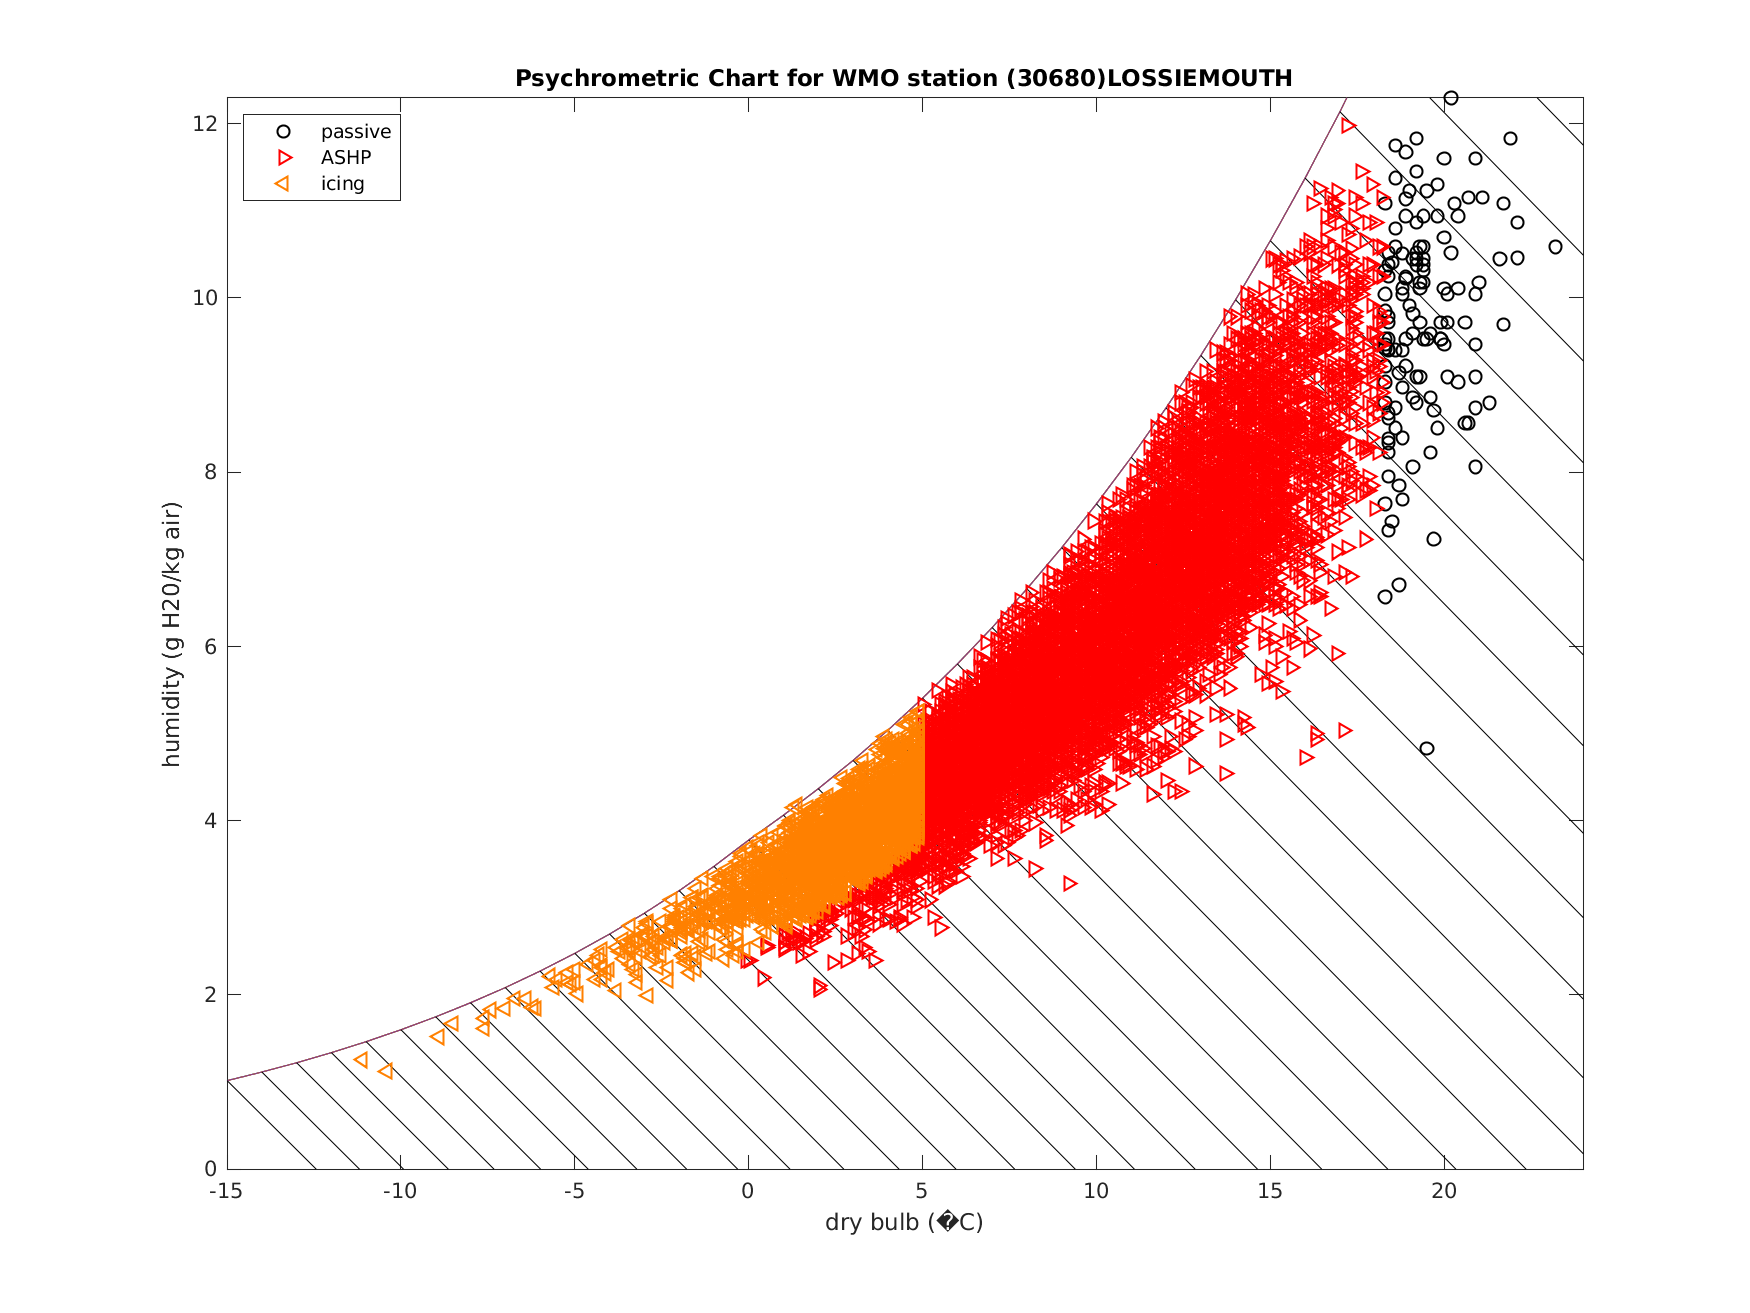 Psychrometric Chart for WMO station (30680)LOSSIEMOUTH
passive
ASHP
icing
12
10
8
6
4
2
0
humidity (g H20/kg air)
-15 -10 -5 0 5 10 15 20
dry bulb (�C)